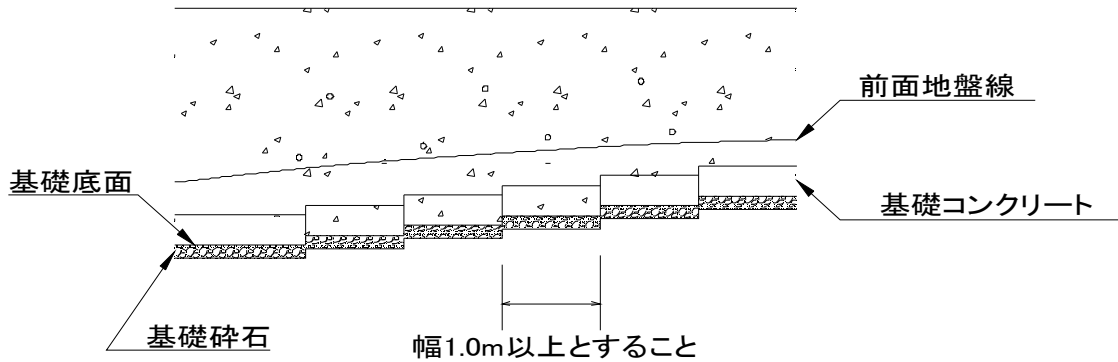 前面地盤線
基礎底面
基礎コンクリート
基礎砕石
幅1.0m以上とすること